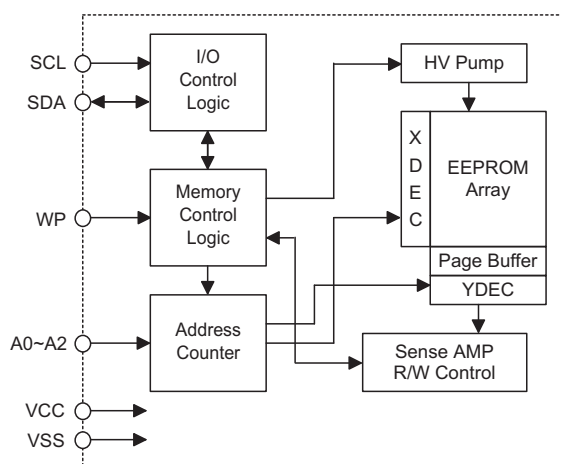 SCL
SDA
I/O
Control
Logic
HV Pump
X
D
E
C
EEPROM
Array
WP
Memory
Control
Logic
Page Buffer
YDEC
A0~A2
Address
Counter
Sense AMP
R/W Control
VCC
VSS